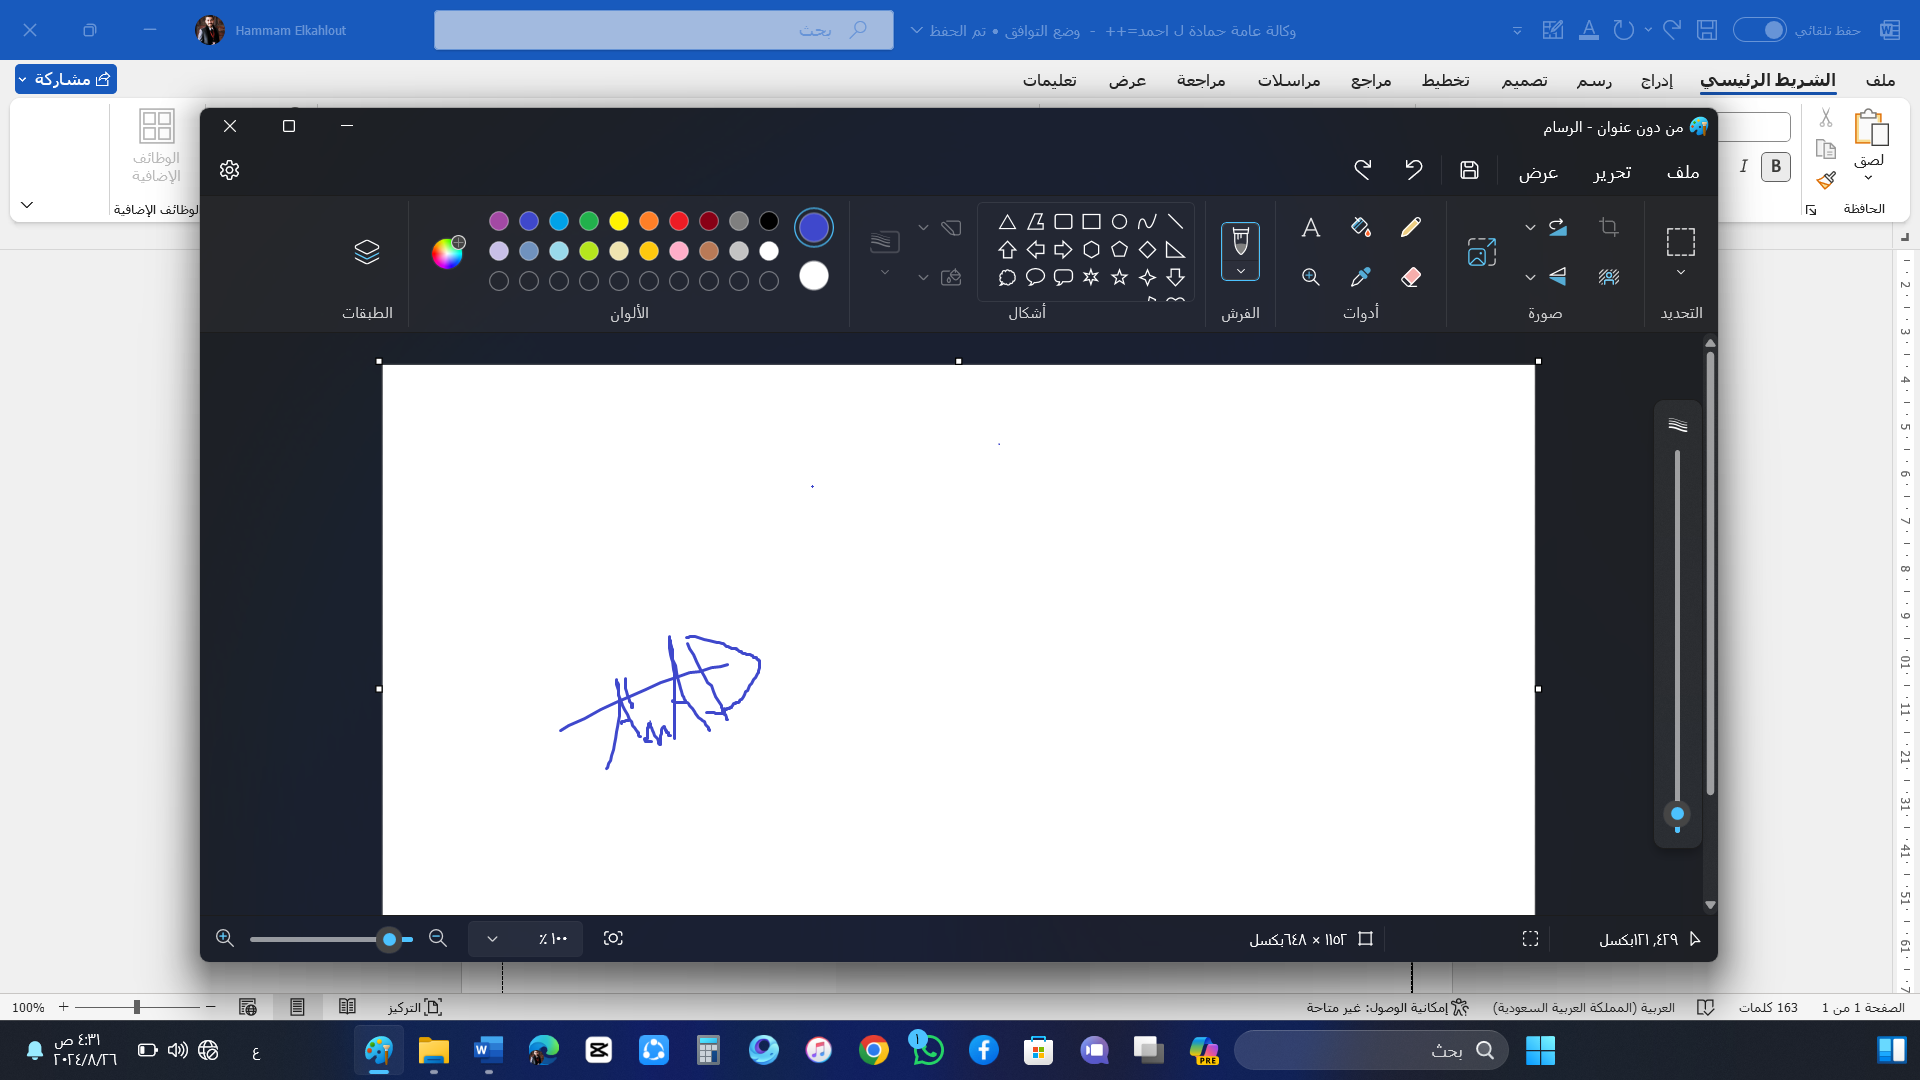 وكالة عامة حمادة ل احمد=++ - وضع التوافق • تم الحفظ
حفظ تلقائي
بحث
Hammam Elkahlout
ملف
الشريط الرئيسي
إدراج
رسم
تصميم
تخطيط
مراجع
مراسلات
مراجعة
عرض
تعليمات
مشاركة
لصق
الحافظة
B
I
الوظائف الإضافية
الوظائف الإضافية
من دون عنوان - الرسام
ملف
تحرير
عرض
التحديد
صورة
أدوات
الفرش
أشكال
الألوان
الطبقات
٤٢٩, ١٢١بكسل
١١٥٢ × ٦٤٨بكسل
١٠٠ ٪
الصفحة 1 من 1
163 كلمات
العربية (المملكة العربية السعودية)
إمكانية الوصول: غير متاحة
التركيز
100%
بحث
PRE
١
ع
٤:٣١ ص
٢٠٢٤/٨/٢٦